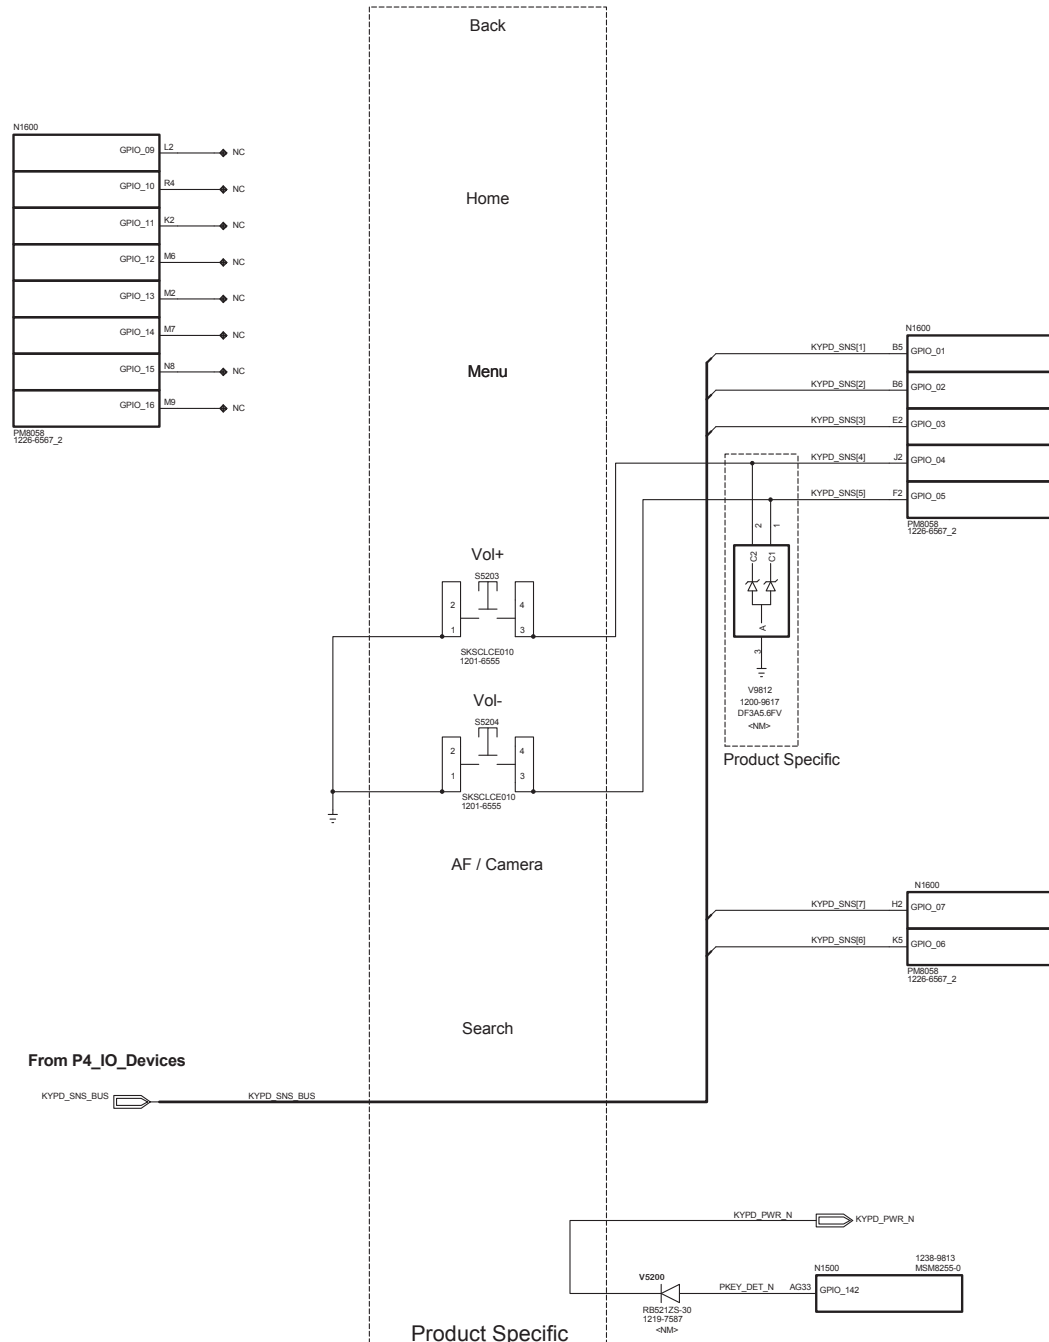 Back
N1600
GPIO_09 L2 NC
GPIO_10 R4 NC
Home
GPIO_11 K2 NC
GPIO_12 M6 NC
GPIO_13 M2 NC
GPIO_14 M7 NC
GPIO_15 N8 NC
GPIO_16 M9 NC
PM8058
1226-6567_2
Menu
N1600
KYPD_SNS[1] B5 GPIO_01
KYPD_SNS[2] B6 GPIO_02
KYPD_SNS[3] E2 GPIO_03
KYPD_SNS[4] J2 GPIO_04
KYPD_SNS[5] F2 GPIO_05
PM8058
1226-6567_2
2 1
C2 C1
A
3
V9812
1200-9617
DF3A5.6FV
<NM>
Product Specific
Vol+
S5203
2 4
1 3
SKSCLCE010
1201-6555
Vol-
S5204
2 4
1 3
SKSCLCE010
1201-6555
AF / Camera
N1600
KYPD_SNS[7] H2 GPIO_07
KYPD_SNS[6] K5 GPIO_06
PM8058
1226-6567_2
Search
From P4_IO_Devices
KYPD_SNS_BUS KYPD_SNS_BUS
KYPD_PWR_N KYPD_PWR_N
1238-9813
N1500 MSM8255-0
V5200 PKEY_DET_N AG33 GPIO_142
RB521ZS-30
1219-7587
<NM>
Product Specific